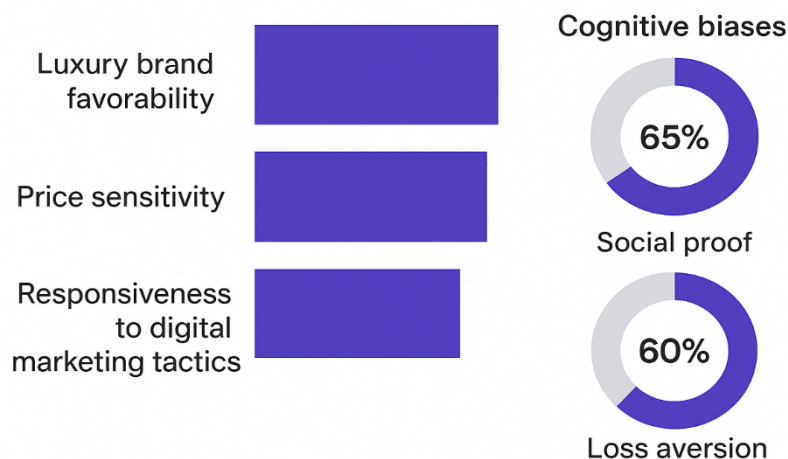 Luxury brand
favorability
Price sensitivity
Responsiveness
to digital
marketing tactics
Cognitive biases
65%
Social proof
60%
Loss aversion